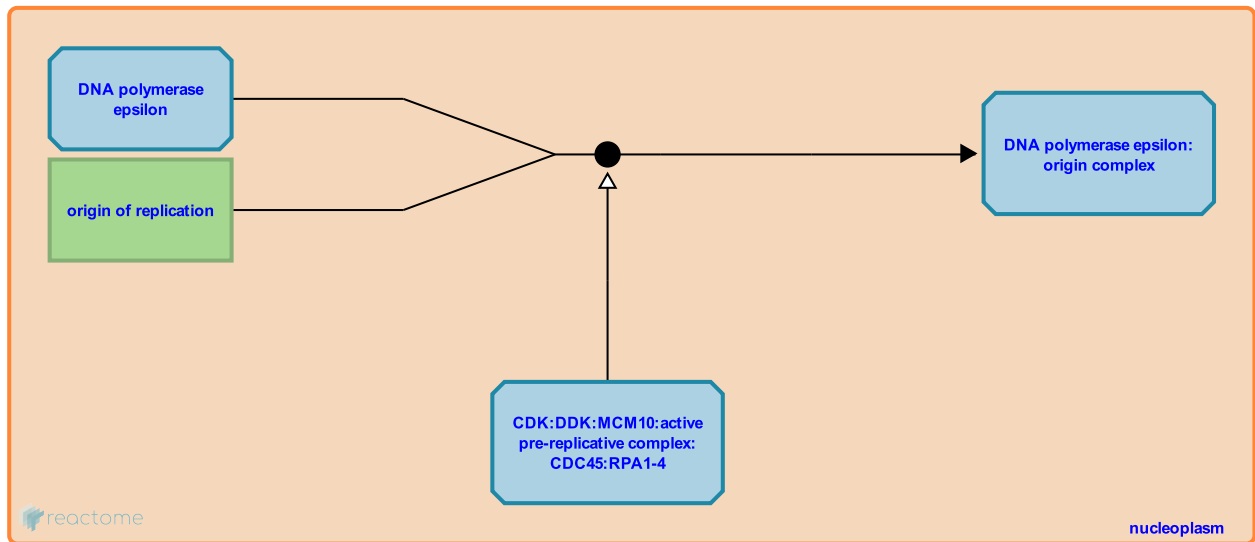 DNA polymerase
epsilon
origin of replication
DNA polymerase epsilon:
origin complex
CDK:DDK:MCM10:active
pre-replicative complex:
CDC45:RPA1-4
reactome
nucleoplasm